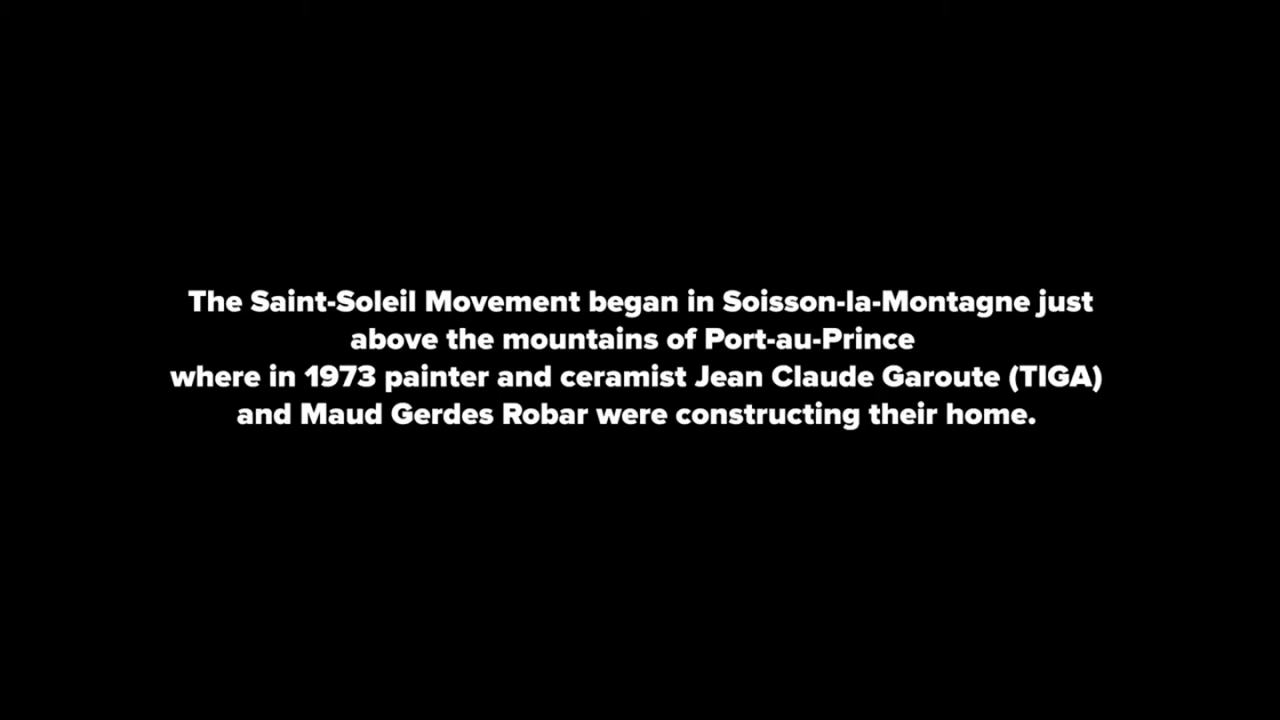 The Saint-Soleil Movement began in Soisson-la-Montagne just
above the mountains of Port-au-Prince
where in 1973 painter and ceramist Jean Claude Garoute (TIGA)
and Maud Gerdes Robar were constructing their home.